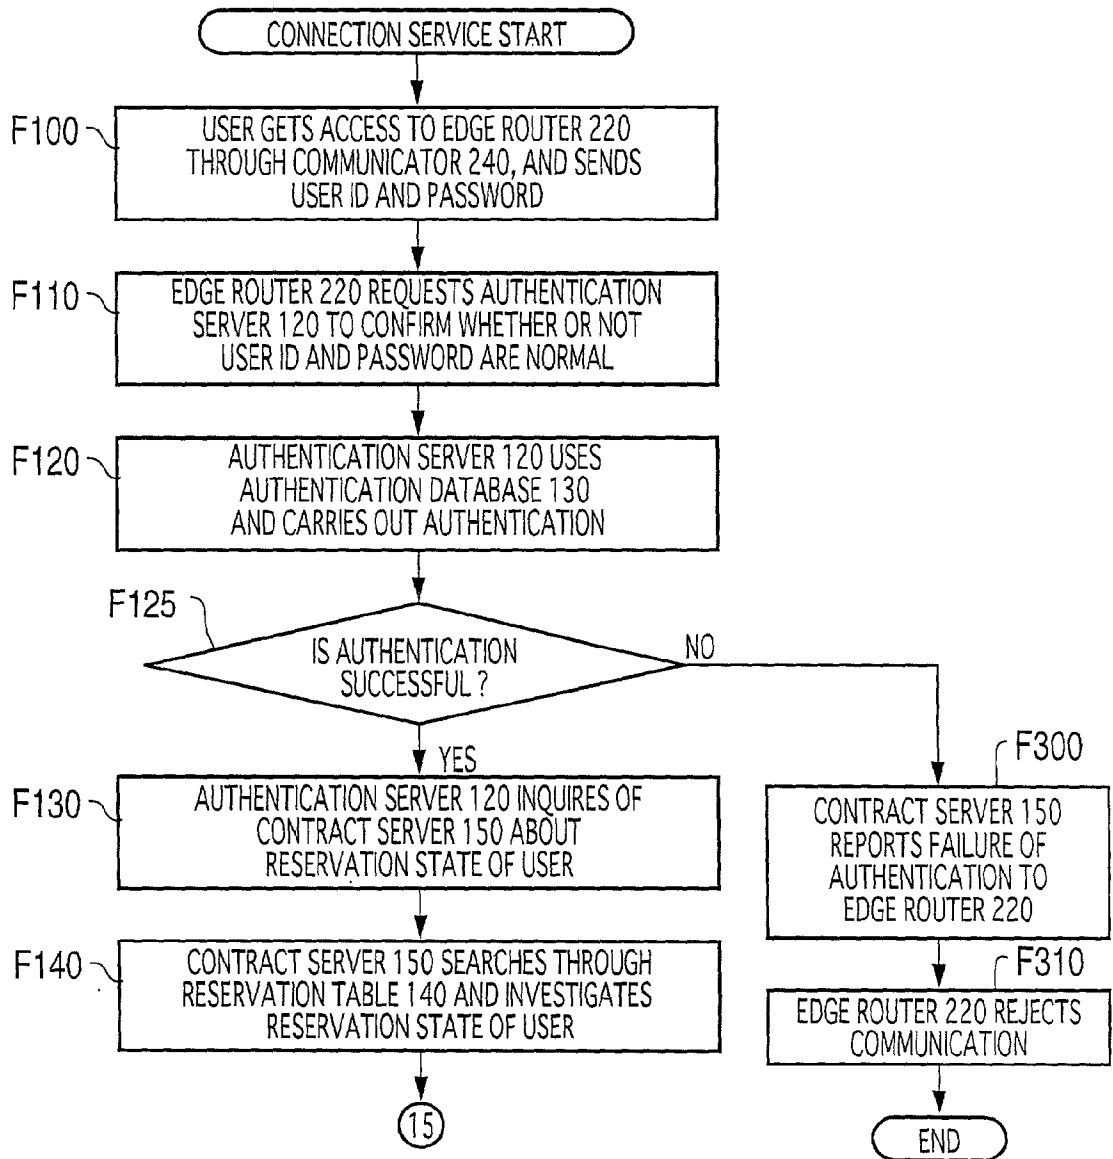 CONNECTION SERVICE START
F100
USER GETS ACCESS TO EDGE ROUTER 220
THROUGH COMMUNICATOR 240, AND SENDS
USER ID AND PASSWORD
F110
EDGE ROUTER 220 REQUESTS AUTHENTICATION
SERVER 120 TO CONFIRM WHETHER OR NOT
USER ID AND PASSWORD ARE NORMAL
F120
AUTHENTICATION SERVER 120 USES
AUTHENTICATION DATABASE 130
AND CARRIES OUT AUTHENTICATION
F125
IS AUTHENTICATION
SUCCESSFUL ?
NO
YES
F130
AUTHENTICATION SERVER 120 INQUIRES OF
CONTRACT SERVER 150 ABOUT
RESERVATION STATE OF USER
F140
CONTRACT SERVER 150 SEARCHES THROUGH
RESERVATION TABLE 140 AND INVESTIGATES
RESERVATION STATE OF USER
15
F300
CONTRACT SERVER 150
REPORTS FAILURE OF
AUTHENTICATION TO
EDGE ROUTER 220
F310
EDGE ROUTER 220 REJECTS
COMMUNICATION
END